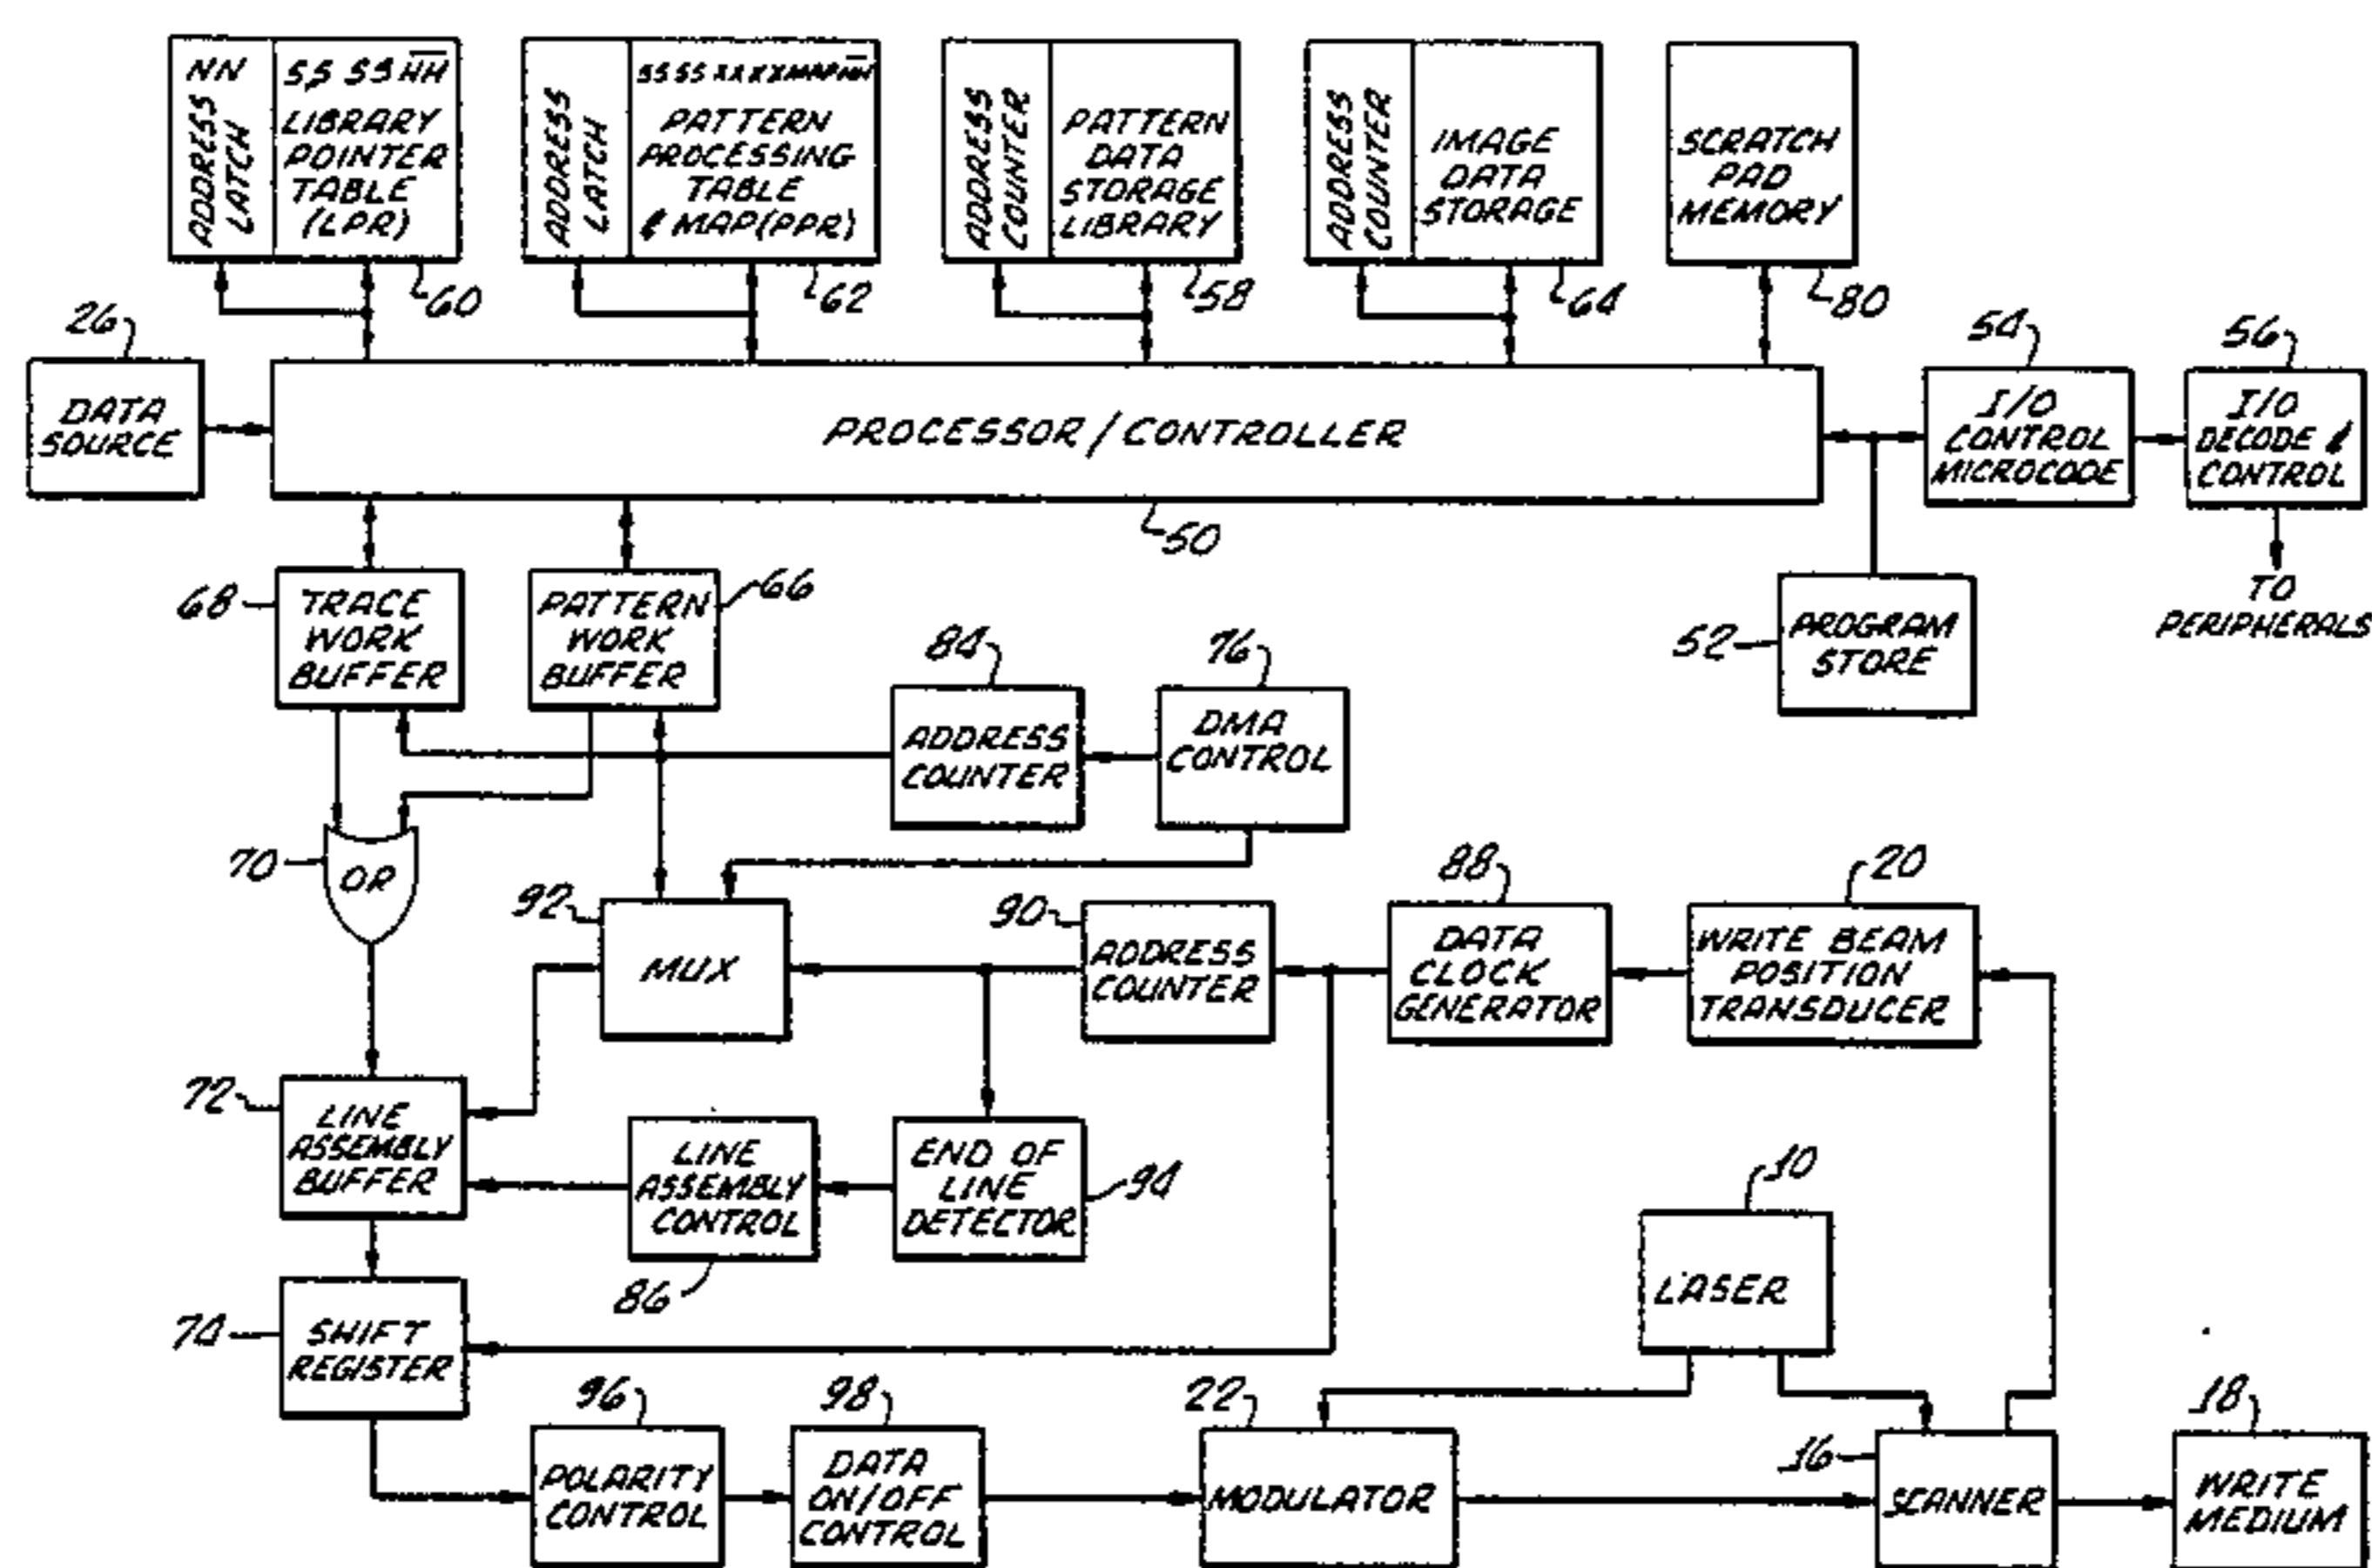 NN
ADDRESS
LATCH
LIBRARY
POINTER
TABLE
(LPR)
60
ADDRESS
LATCH
PATTERN
PROCESSING
TABLE
& MAP(PPR)
62
ADDRESS
COUNTER
PATTERN
DATA
STORAGE
LIBRARY
58
ADDRESS
COUNTER
IMAGE
DATA
STORAGE
64
SCRATCH
PAD
MEMORY
80
26
DATA
SOURCE
PROCESSOR/CONTROLLER
50
54
I/O
CONTROL
MICROCODE
56
I/O
DECODE &
CONTROL
TO
PERIPHERALS
52
PROGRAM
STORE
68
TRACE
WORK
BUFFER
66
PATTERN
WORK
BUFFER
84
ADDRESS
COUNTER
76
DMA
CONTROL
70
OR
92
MUX
90
ADDRESS
COUNTER
88
DATA
CLOCK
GENERATOR
20
WRITE BEAM
POSITION
TRANSDUCER
72
LINE
ASSEMBLY
BUFFER
LINE
ASSEMBLY
CONTROL
86
END OF
LINE
DETECTOR
94
10
LASER
74
SHIFT
REGISTER
96
POLARITY
CONTROL
98
DATA
ON/OFF
CONTROL
22
MODULATOR
16
SCANNER
18
WRITE
MEDIUM